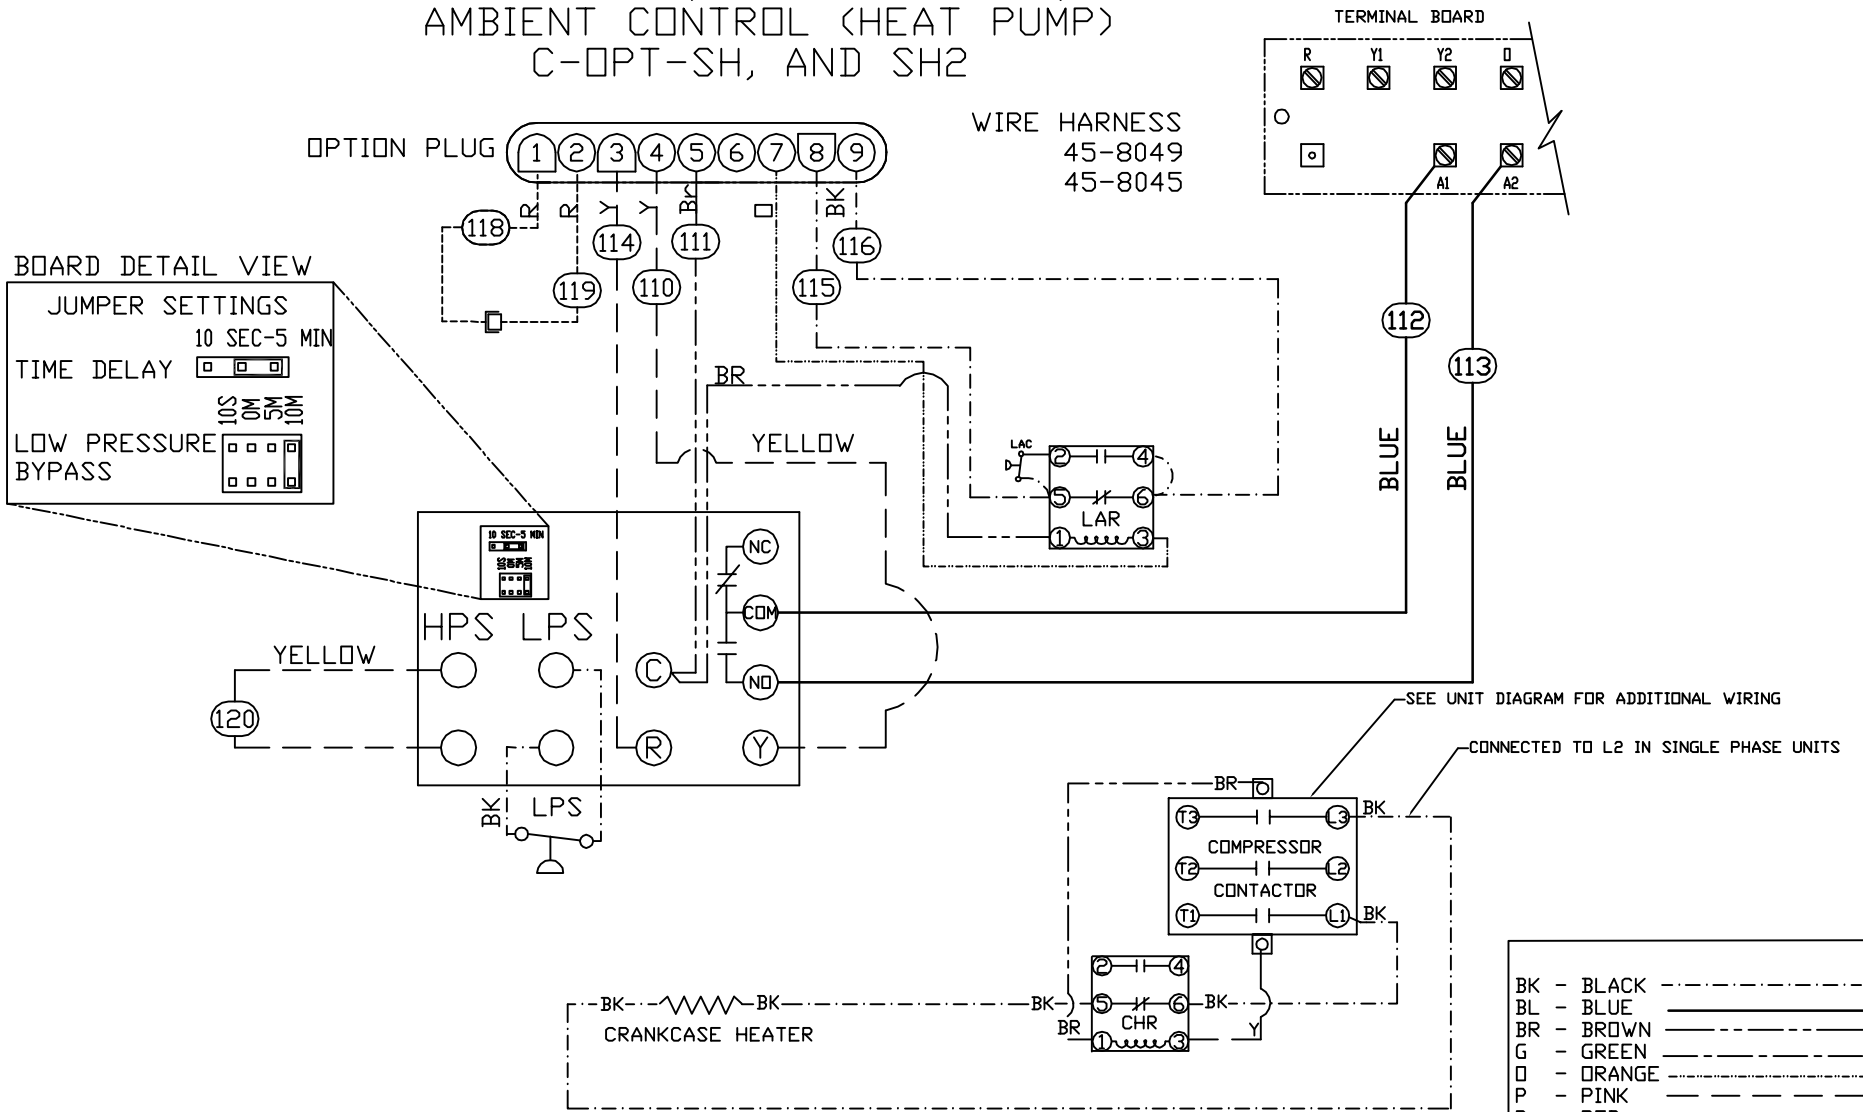 AMBIENT CONTROL (HEAT PUMP)
C-OPT-SH, AND SH2
TERMINAL BOARD
R Y1 Y2 O
A1 A2
WIRE HARNESS
45-8049
45-8045
OPTION PLUG
1 2 3 4 5 6 7 8 9
R R Y Y Br O BK
118 114 111 116
119 110 115
112
113
BLUE BLUE
BOARD DETAIL VIEW
JUMPER SETTINGS
10 SEC-5 MIN
TIME DELAY
10S 0M 5M 10M
LOW PRESSURE
BYPASS
BR
YELLOW
LAC
2 4
5 6
LAR
1 3
10 SEC-5 MIN
NC
COM
NO
HPS LPS
C
R
Y
YELLOW
120
BK
LPS
SEE UNIT DIAGRAM FOR ADDITIONAL WIRING
CONNECTED TO L2 IN SINGLE PHASE UNITS
BR
T3 L3 BK
COMPRESSOR
T2 L2
CONTACTOR
T1 L1 BK
2 4
BK BK BK 5 6 BK
CHR
CRANKCASE HEATER
BR 1 3 Y
BK - BLACK
BL - BLUE
BR - BROWN
G - GREEN
O - ORANGE
P - PINK